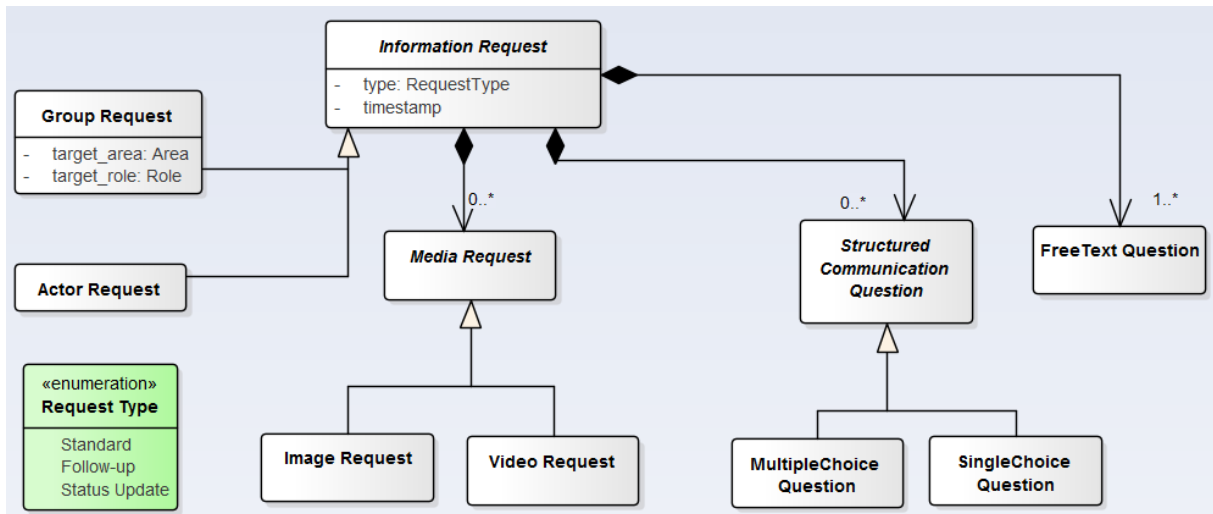 Information Request
- type: RequestType
- timestamp
Group Request
- target_area: Area
- target_role: Role
Actor Request
0..*
Media Request
0..*
Structured
Communication
Question
1..*
FreeText Question
«enumeration»
Request Type
Standard
Follow-up
Status Update
Image Request
Video Request
MultipleChoice
Question
SingleChoice
Question